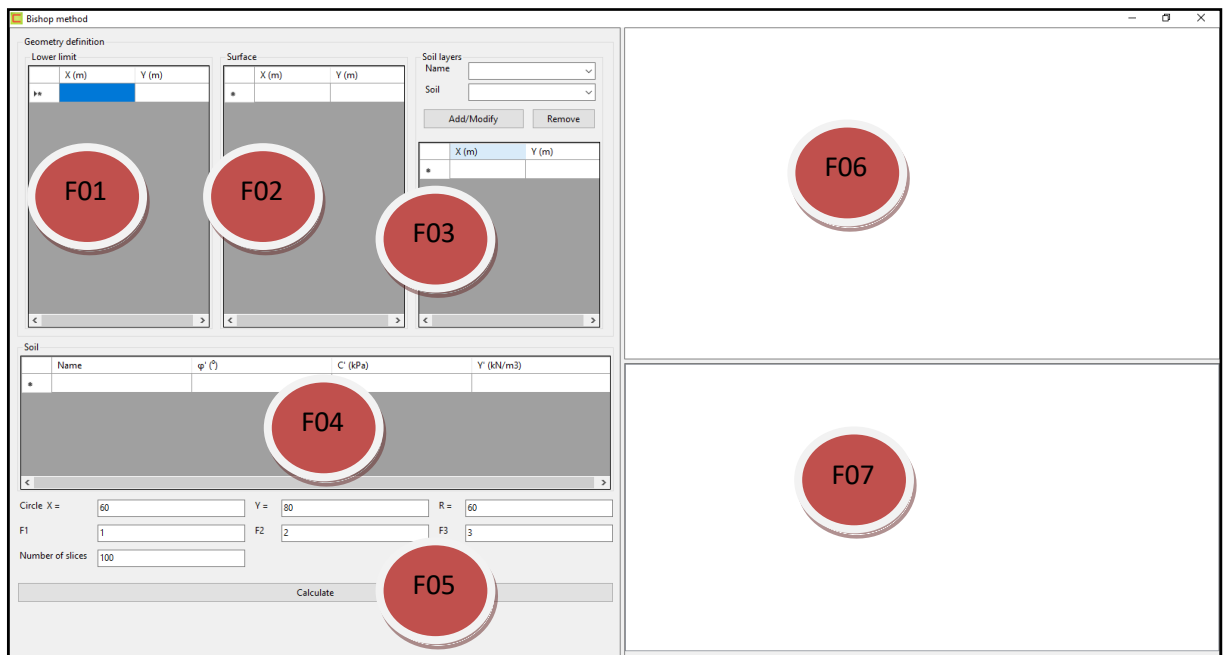 Bishop method
Geometry definition
Lower limit
X (m) Y (m)
F01
Surface
X (m) Y (m)
F02
Soil layers
Name
Soil
Add/Modify Remove
X (m) Y (m)
F03
Soil
Name φ' (⁰) C' (kPa) Y' (kN/m3)
F04
Circle X = 60 Y = 80 R = 60
F1 1 F2 2 F3 3
Number of slices 100
Calculate
F05
F06
F07